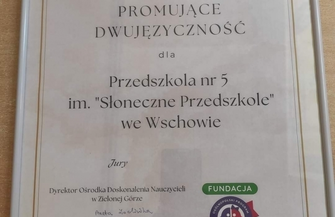 PROMUJĄCE
DWUJĘZYCZNOŚĆ
dla
Przedszkola nr 5
im. "Słoneczne Przedszkole"
we Wschowie
Jury
Dyrektor Ośrodka Doskonalenia Nauczycieli
w Zielonej Górze
FUNDACJA